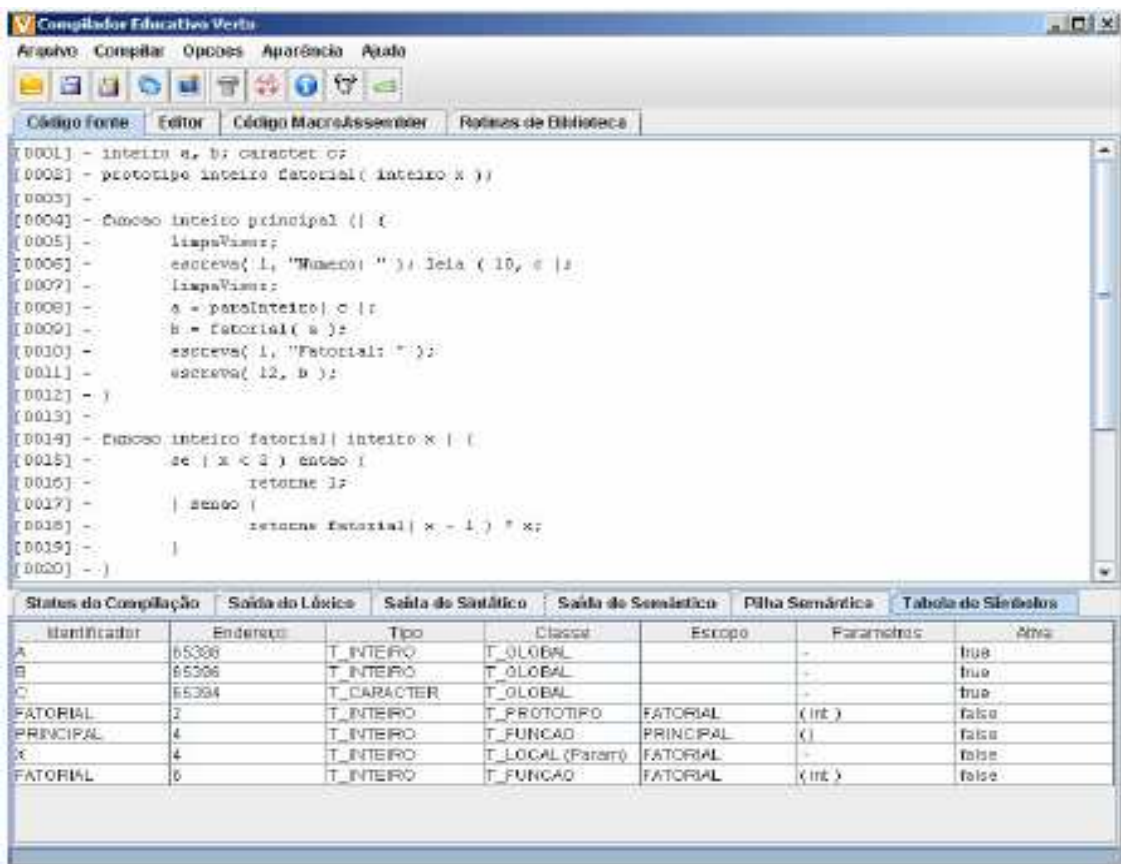 Compilador Educativo Verto
Arquivo Compilar Opcoes Aparência Ajuda
Código Fonte Editor Código MacroAssembler Rotinas de Biblioteca
[0001] - inteiro a, b; caracter c;
[0002] - prototipo inteiro fatorial( inteiro x );
[0003] -
[0004] - funcao inteiro principal () {
[0005] - limpaVisor;
[0006] - escreva( 1, "Numero: " ); leia ( 10, c );
[0007] - limpaVisor;
[0008] - a = paraInteiro( c );
[0009] - b = fatorial( a );
[0010] - escreva( 1, "Fatorial: " );
[0011] - escreva( 12, b );
[0012] - }
[0013] -
[0014] - funcao inteiro fatorial( inteiro x ) {
[0015] - se ( x < 2 ) entao {
[0016] - retorne 1;
[0017] - } senao {
[0018] - retorne fatorial( x - 1 ) * x;
[0019] - }
[0020] - }
Status da Compilação Saída do Léxico Saída do Sintático Saída do Semântico Pilha Semântica Tabela de Símbolos
Identificador Endereço Tipo Classe Escopo Parametros Ativa
A T_INTEIRO T_GLOBAL - true
B T_INTEIRO T_GLOBAL - true
C T_CARACTER T_GLOBAL - true
FATORIAL 2 T_INTEIRO T_PROTOTIPO FATORIAL ( int ) false
PRINCIPAL 4 T_INTEIRO T_FUNCAO PRINCIPAL () false
X 4 T_INTEIRO T_LOCAL (Param) FATORIAL - false
FATORIAL 6 T_INTEIRO T_FUNCAO FATORIAL ( int ) false